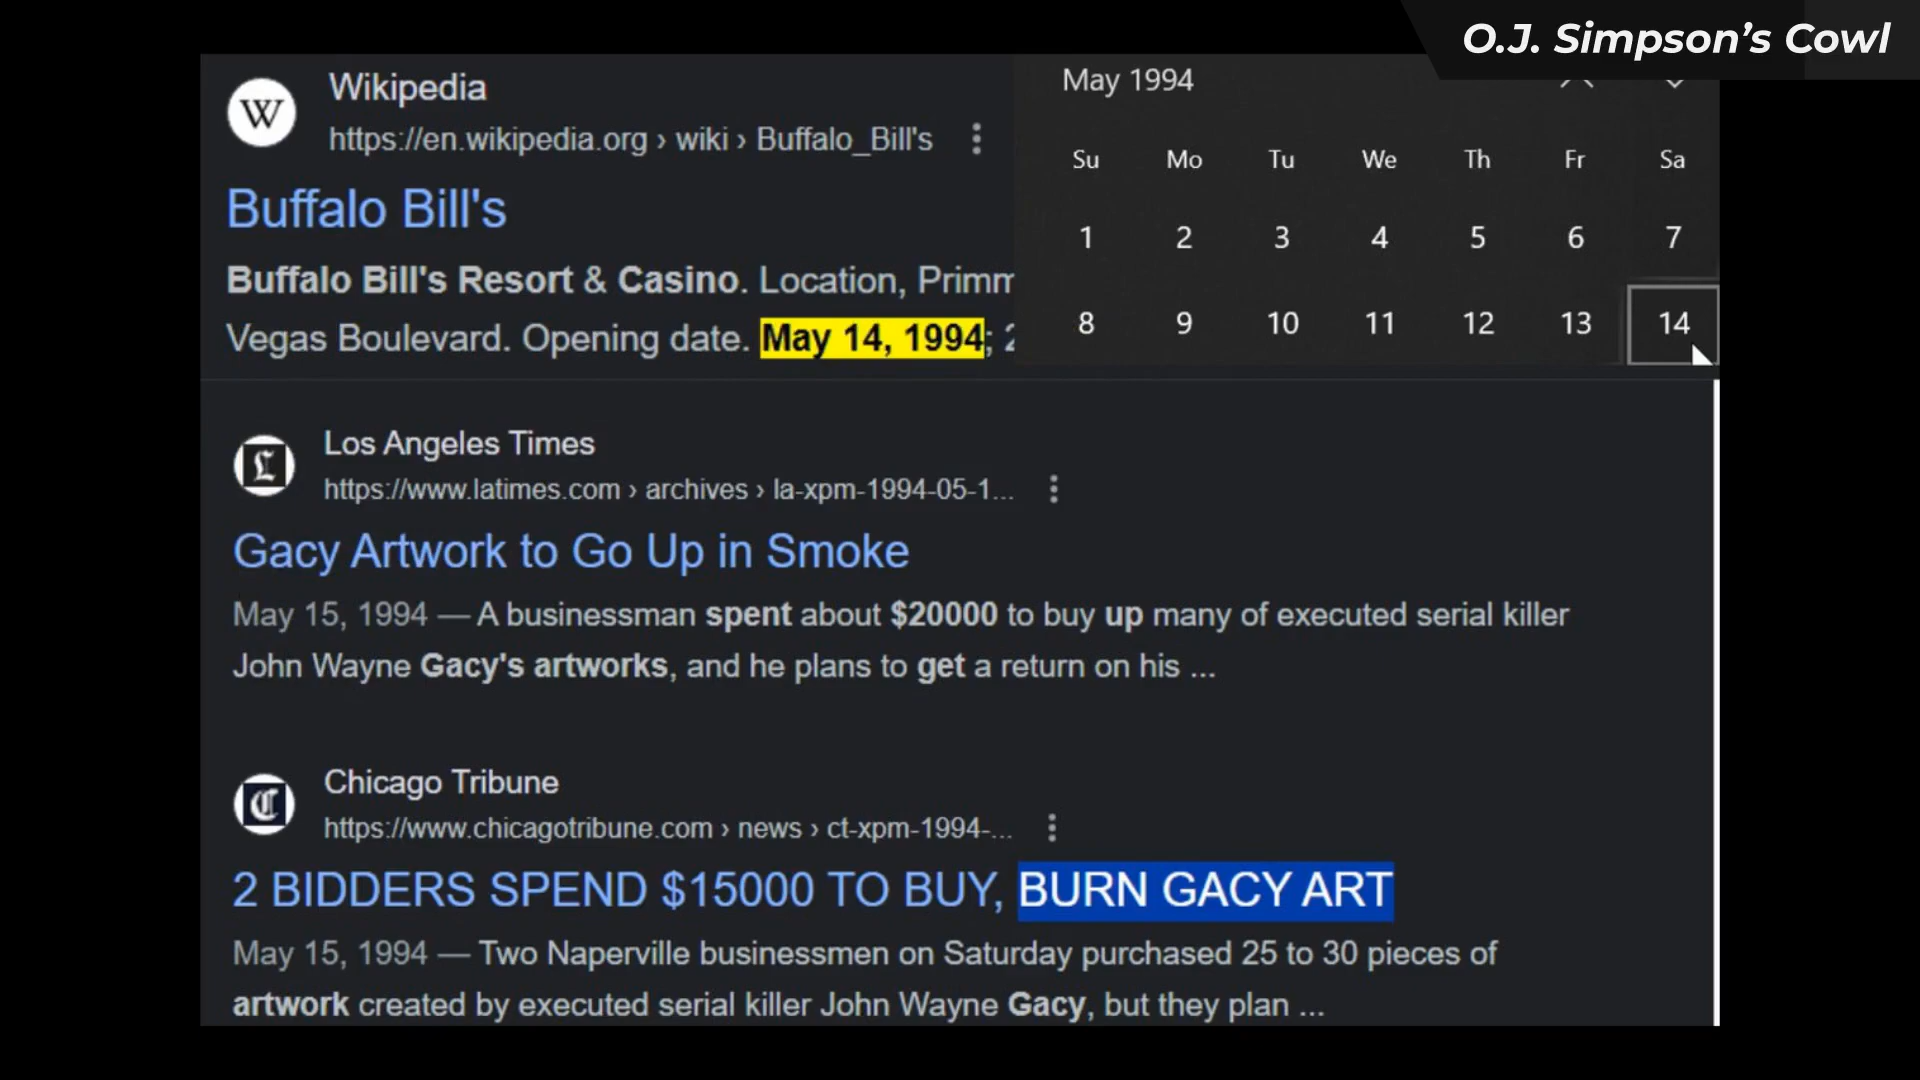 O.J. Simpson’s Cowl
Wikipedia
https://en.wikipedia.org › wiki › Buffalo_Bill's
Buffalo Bill's
Buffalo Bill's Resort & Casino. Location, Primm
Vegas Boulevard. Opening date. May 14, 1994; 2
May 1994
Su Mo Tu We Th Fr Sa
1 2 3 4 5 6 7
8 9 10 11 12 13 14
Los Angeles Times
https://www.latimes.com › archives › la-xpm-1994-05-1...
Gacy Artwork to Go Up in Smoke
May 15, 1994 — A businessman spent about $20000 to buy up many of executed serial killer
John Wayne Gacy's artworks, and he plans to get a return on his ...
Chicago Tribune
https://www.chicagotribune.com › news › ct-xpm-1994-...
2 BIDDERS SPEND $15000 TO BUY, BURN GACY ART
May 15, 1994 — Two Naperville businessmen on Saturday purchased 25 to 30 pieces of
artwork created by executed serial killer John Wayne Gacy, but they plan ...